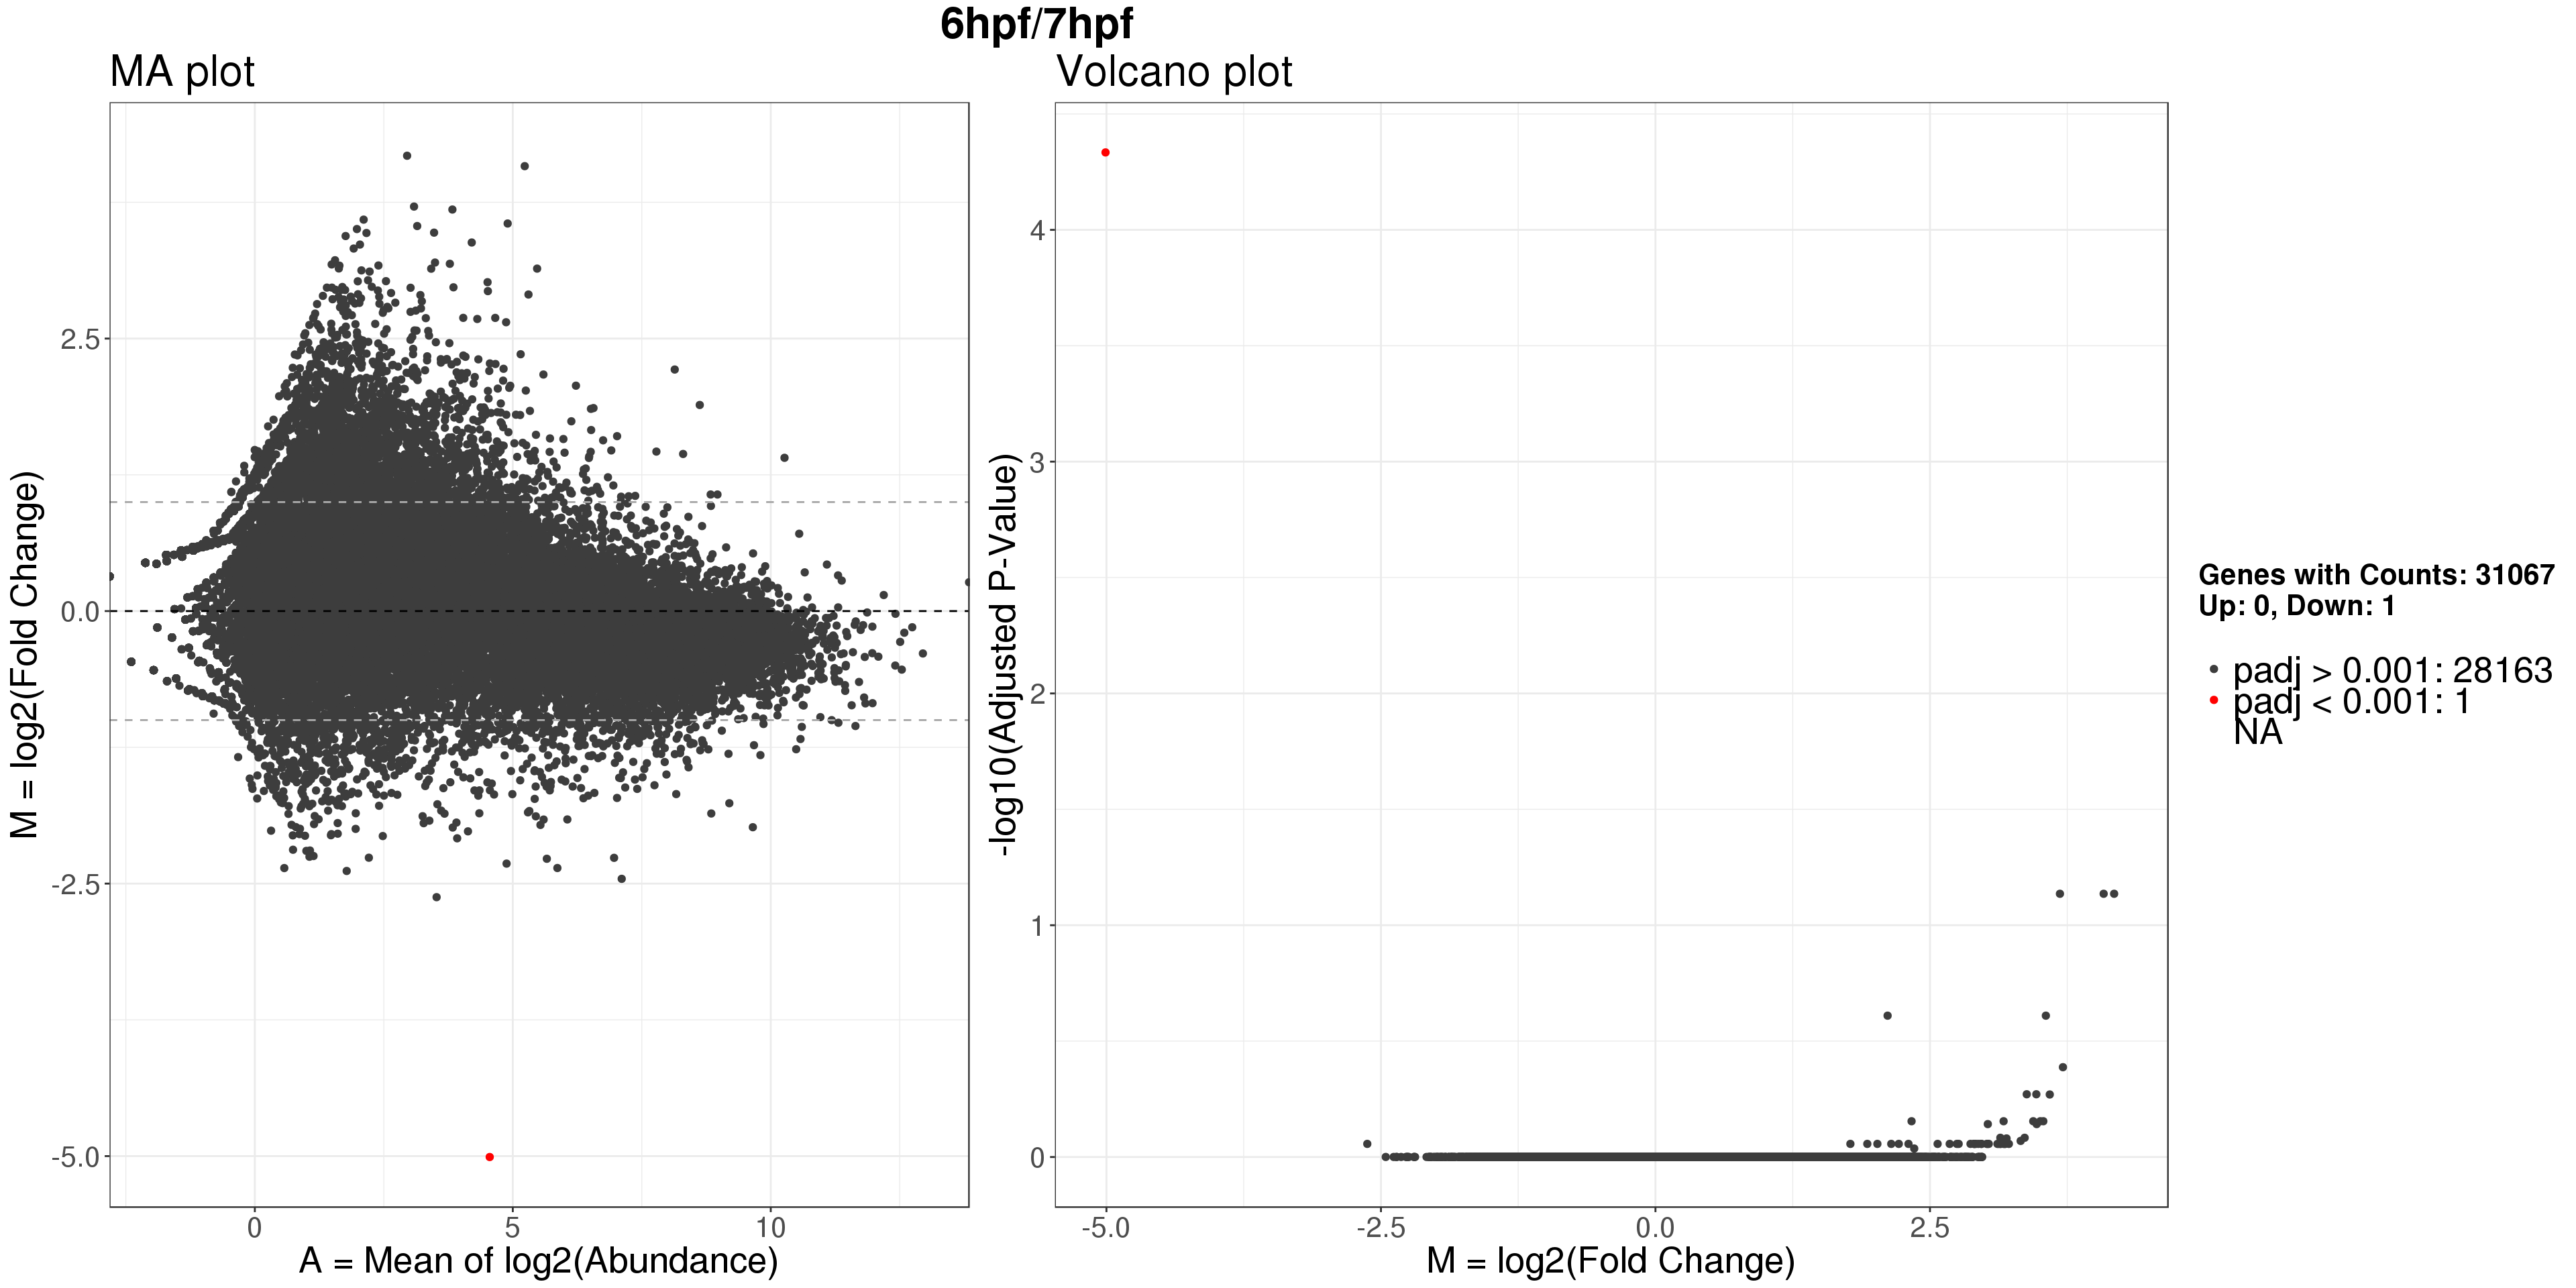 6hpf/7hpf
MA plot
M = log2(Fold Change)
2.5
0.0
-2.5
-5.0
0 5 10
A = Mean of log2(Abundance)
Volcano plot
-log10(Adjusted P-Value)
4
3
2
1
0
-5.0 -2.5 0.0 2.5
M = log2(Fold Change)
Genes with Counts: 31067
Up: 0, Down: 1
padj > 0.001: 28163
padj < 0.001: 1
NA